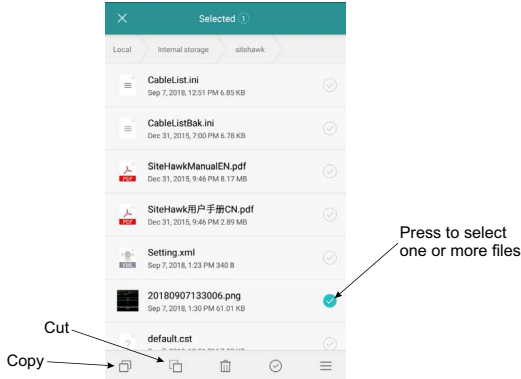 Selected 1
Local
Internal storage
sitehawk
CableList.ini
Sep 7, 2018, 12:51 PM 6.85 KB
CableListBak.ini
Dec 31, 2015, 7:00 PM 6.78 KB
PDF
SiteHawkManualEN.pdf
Dec 31, 2015, 9:46 PM 8.17 MB
PDF
SiteHawk用户手册CN.pdf
Dec 31, 2015, 9:46 PM 2.89 MB
XML
Setting.xml
Sep 7, 2018, 1:23 PM 340 B
Press to select
one or more files
20180907133006.png
Sep 7, 2018, 1:30 PM 61.01 KB
?
default.cst
Cut
Copy